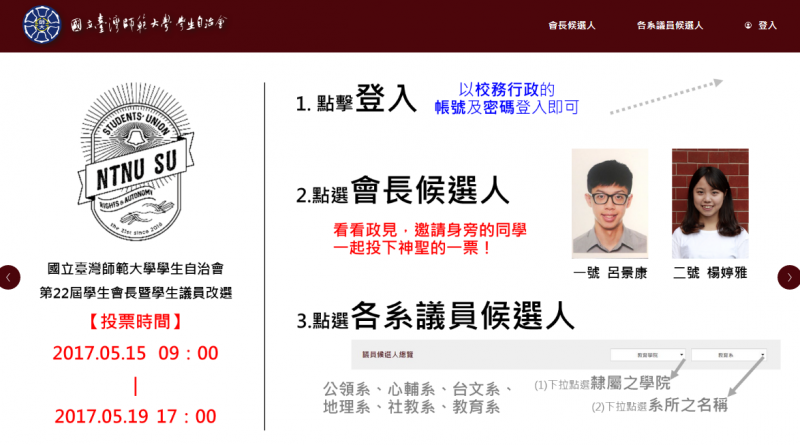 國立臺灣師範大學 學生自治會
會長候選人
各系議員候選人
登入
STUDENTS' UNION
NTNU SU
RIGHTS & AUTONOMY
the 21st since 2016
國立臺灣師範大學學生自治會
第22屆學生會長暨學生議員改選
【投票時間】
2017.05.15 09：00
|
2017.05.19 17：00
1. 點擊登入
以校務行政的
帳號及密碼登入即可
2.點選會長候選人
看看政見，邀請身旁的同學
一起投下神聖的一票！
一號 呂景康
二號 楊婷雅
3.點選各系議員候選人
議員候選人總覽
教育學院
教育系
公領系、心輔系、台文系、
地理系、社教系、教育系
(1)下拉點選隸屬之學院
(2)下拉點選系所之名稱